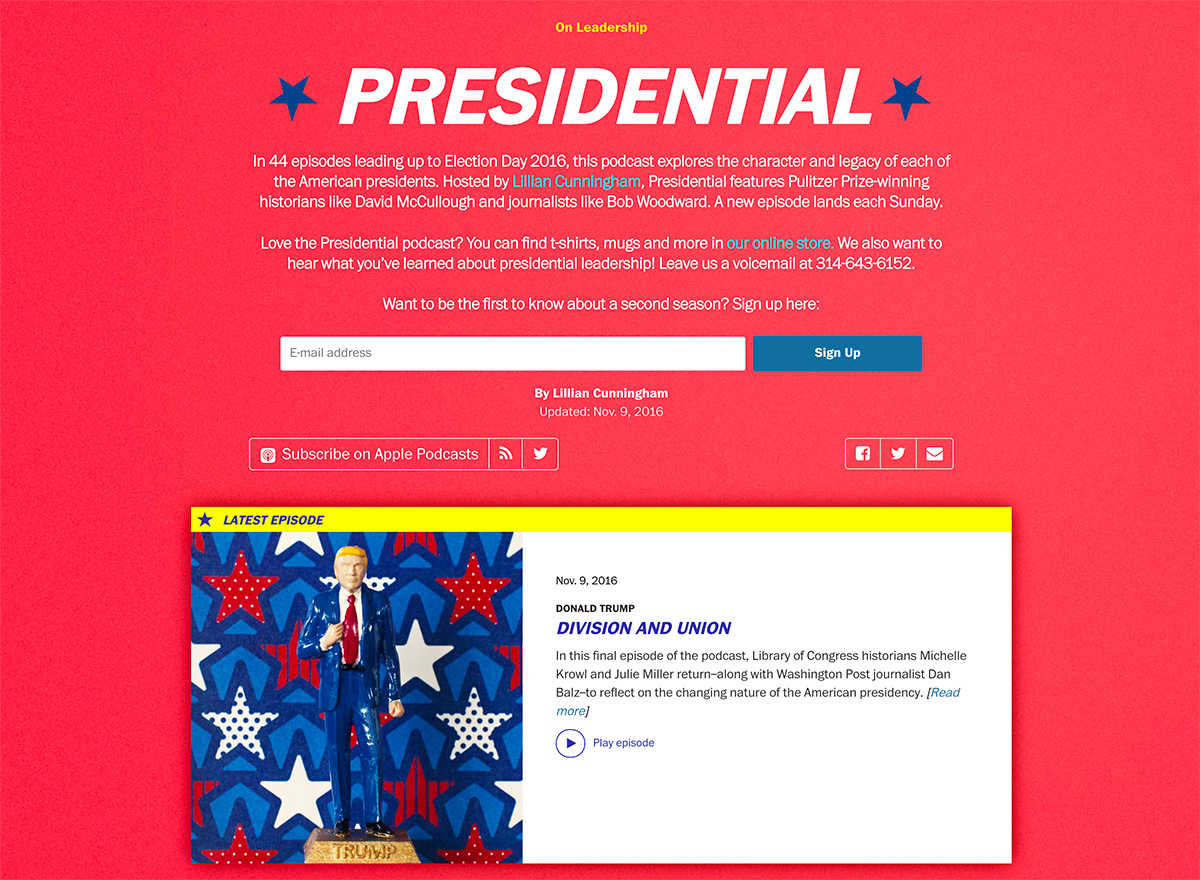 On Leadership
PRESIDENTIAL
In 44 episodes leading up to Election Day 2016, this podcast explores the character and legacy of each of
the American presidents. Hosted by Lillian Cunningham, Presidential features Pulitzer Prize-winning
historians like David McCullough and journalists like Bob Woodward. A new episode lands each Sunday.
Love the Presidential podcast? You can find t-shirts, mugs and more in our online store. We also want to
hear what you've learned about presidential leadership! Leave us a voicemail at 314-643-6152.
Want to be the first to know about a second season? Sign up here:
E-mail address
Sign Up
By Lillian Cunningham
Updated: Nov. 9, 2016
Subscribe on Apple Podcasts
LATEST EPISODE
Nov. 9, 2016
DONALD TRUMP
DIVISION AND UNION
In this final episode of the podcast, Library of Congress historians Michelle
Krowl and Julie Miller return–along with Washington Post journalist Dan
Balz–to reflect on the changing nature of the American presidency. [Read
more]
Play episode
TRUMP